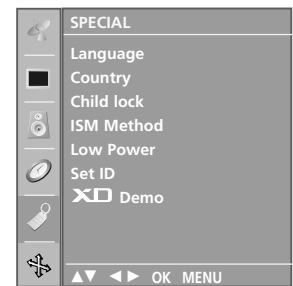 SPECIAL
Language
Country
Child lock
ISM Method
Low Power
Set ID
XD Demo
▲▼ ◄► OK MENU